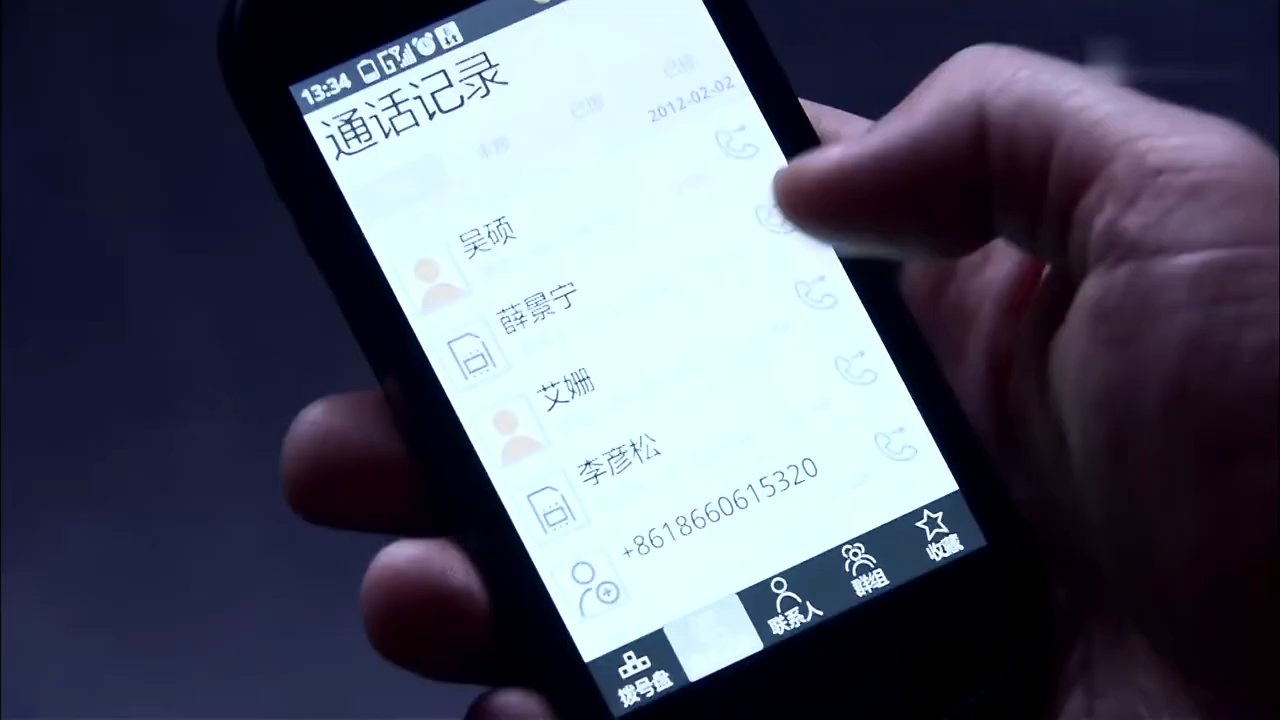 13:34
通话记录
2012-02-02
吴硕
薛景宁
艾姗
李彦松
+8618660615320
拨号盘
联系人
群组
收藏